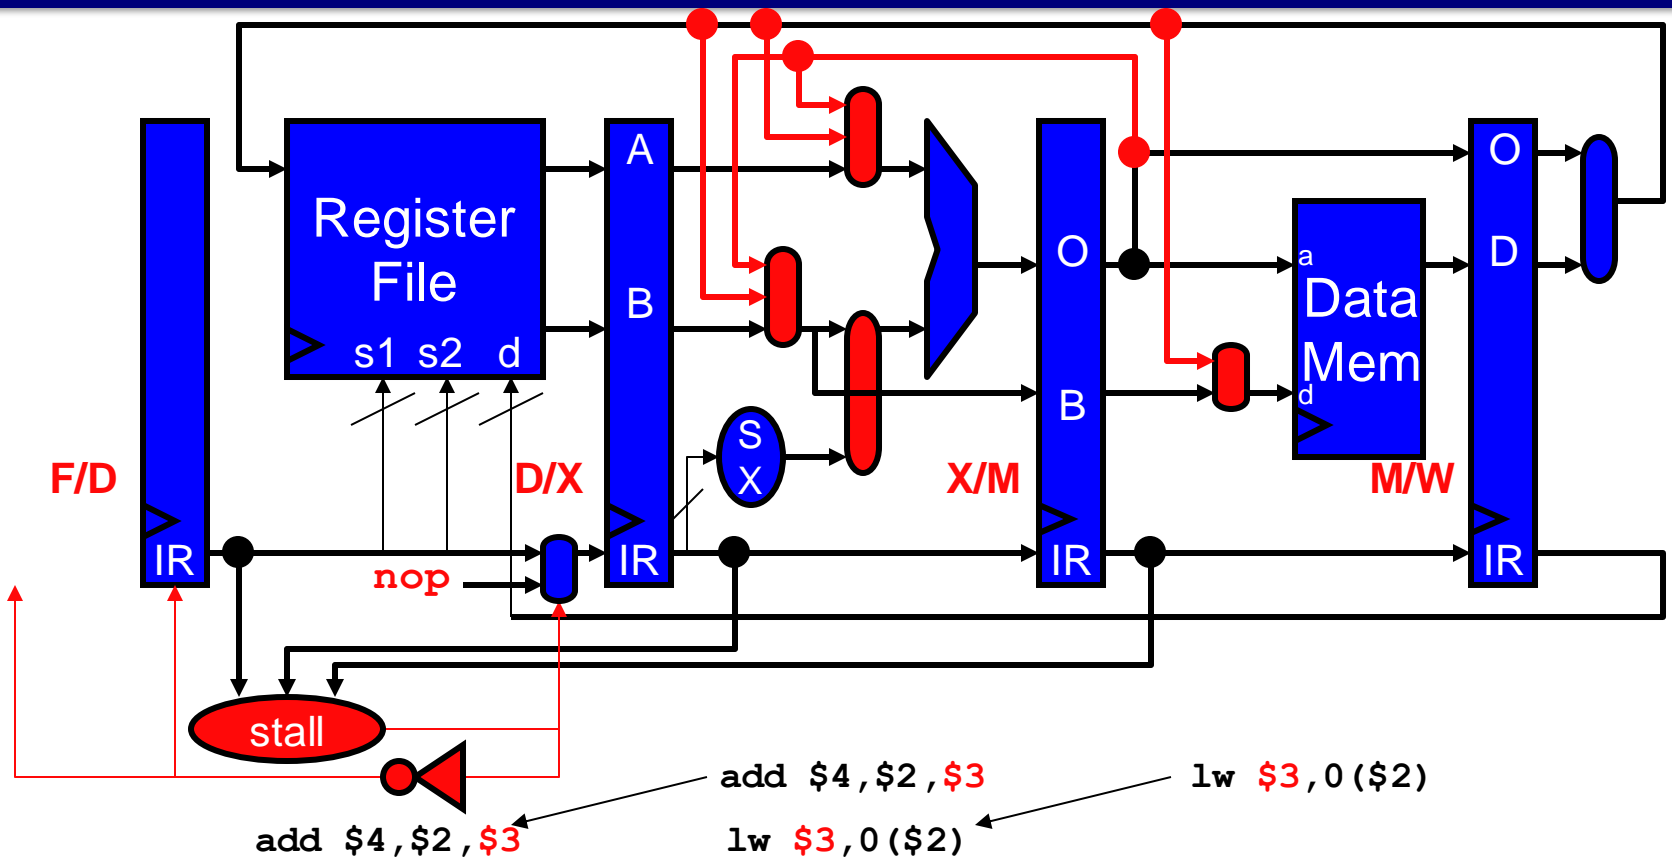 A
O
Register
File
B
O
D
a
Data
Mem
s1 s2 d
B
d
S
X
F/D
D/X
X/M
M/W
IR
IR
IR
IR
nop
stall
add $4,$2,$3
lw $3,0($2)
add $4,$2,$3
lw $3,0($2)